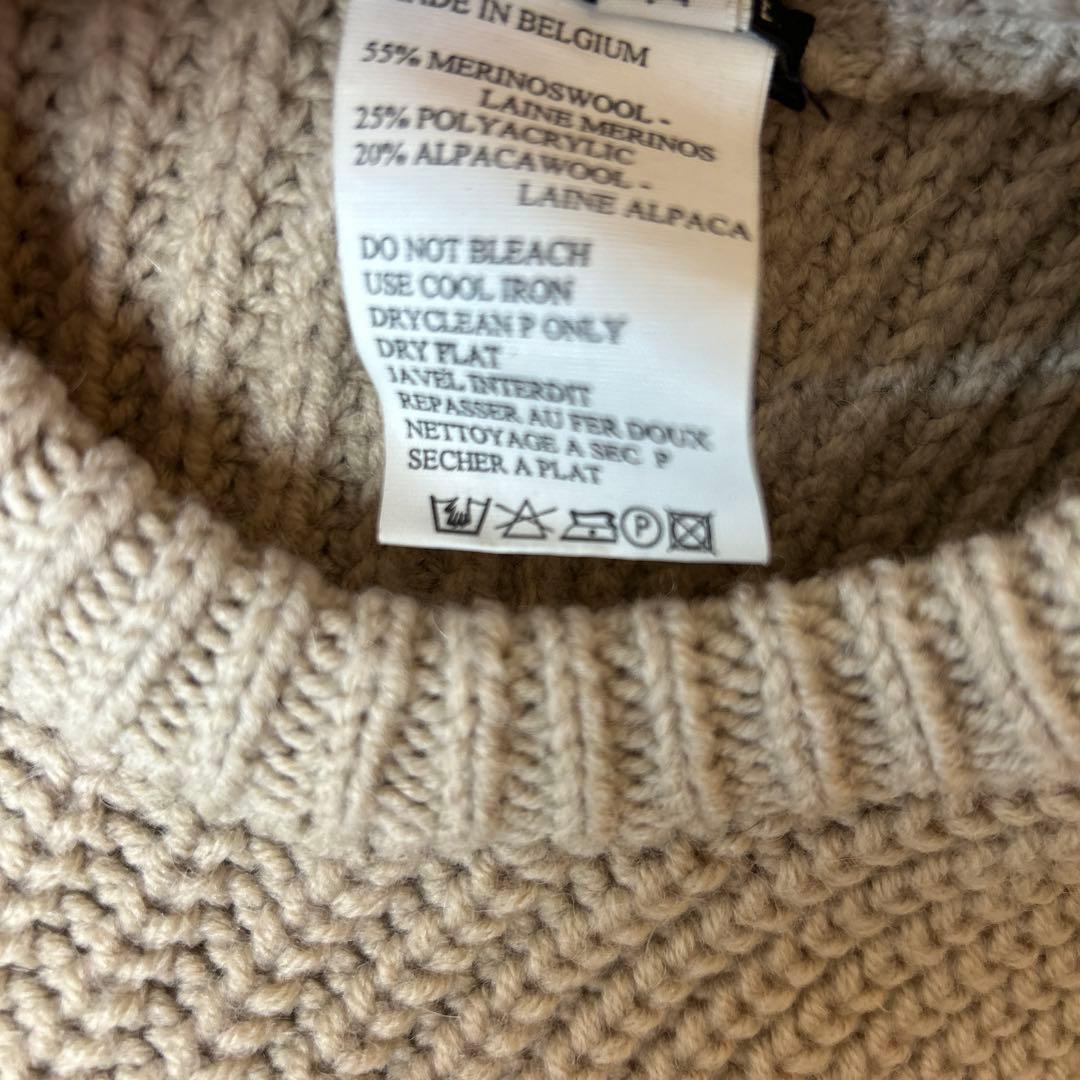 MADE IN BELGIUM
55% MERINOSWOOL -
LAINE MERINOS
25% POLYACRYLIC
20% ALPACAWOOL -
LAINE ALPACA
DO NOT BLEACH
USE COOL IRON
DRYCLEAN P ONLY
DRY FLAT
JAVEL INTERDIT
REPASSER AU FER DOUX
NETTOYAGE A SEC P
SECHER A PLAT
P